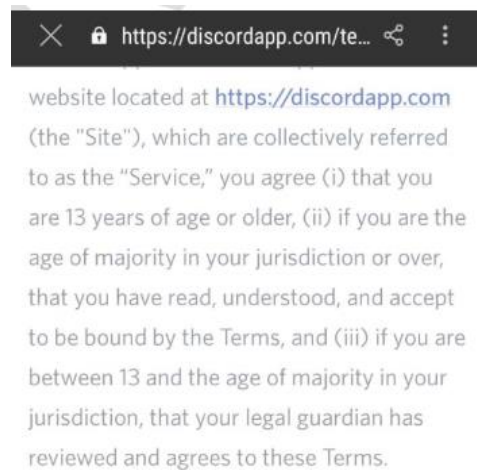 https://discordapp.com/te...
website located at https://discordapp.com
(the "Site"), which are collectively referred
to as the “Service,” you agree (i) that you
are 13 years of age or older, (ii) if you are the
age of majority in your jurisdiction or over,
that you have read, understood, and accept
to be bound by the Terms, and (iii) if you are
between 13 and the age of majority in your
jurisdiction, that your legal guardian has
reviewed and agrees to these Terms.